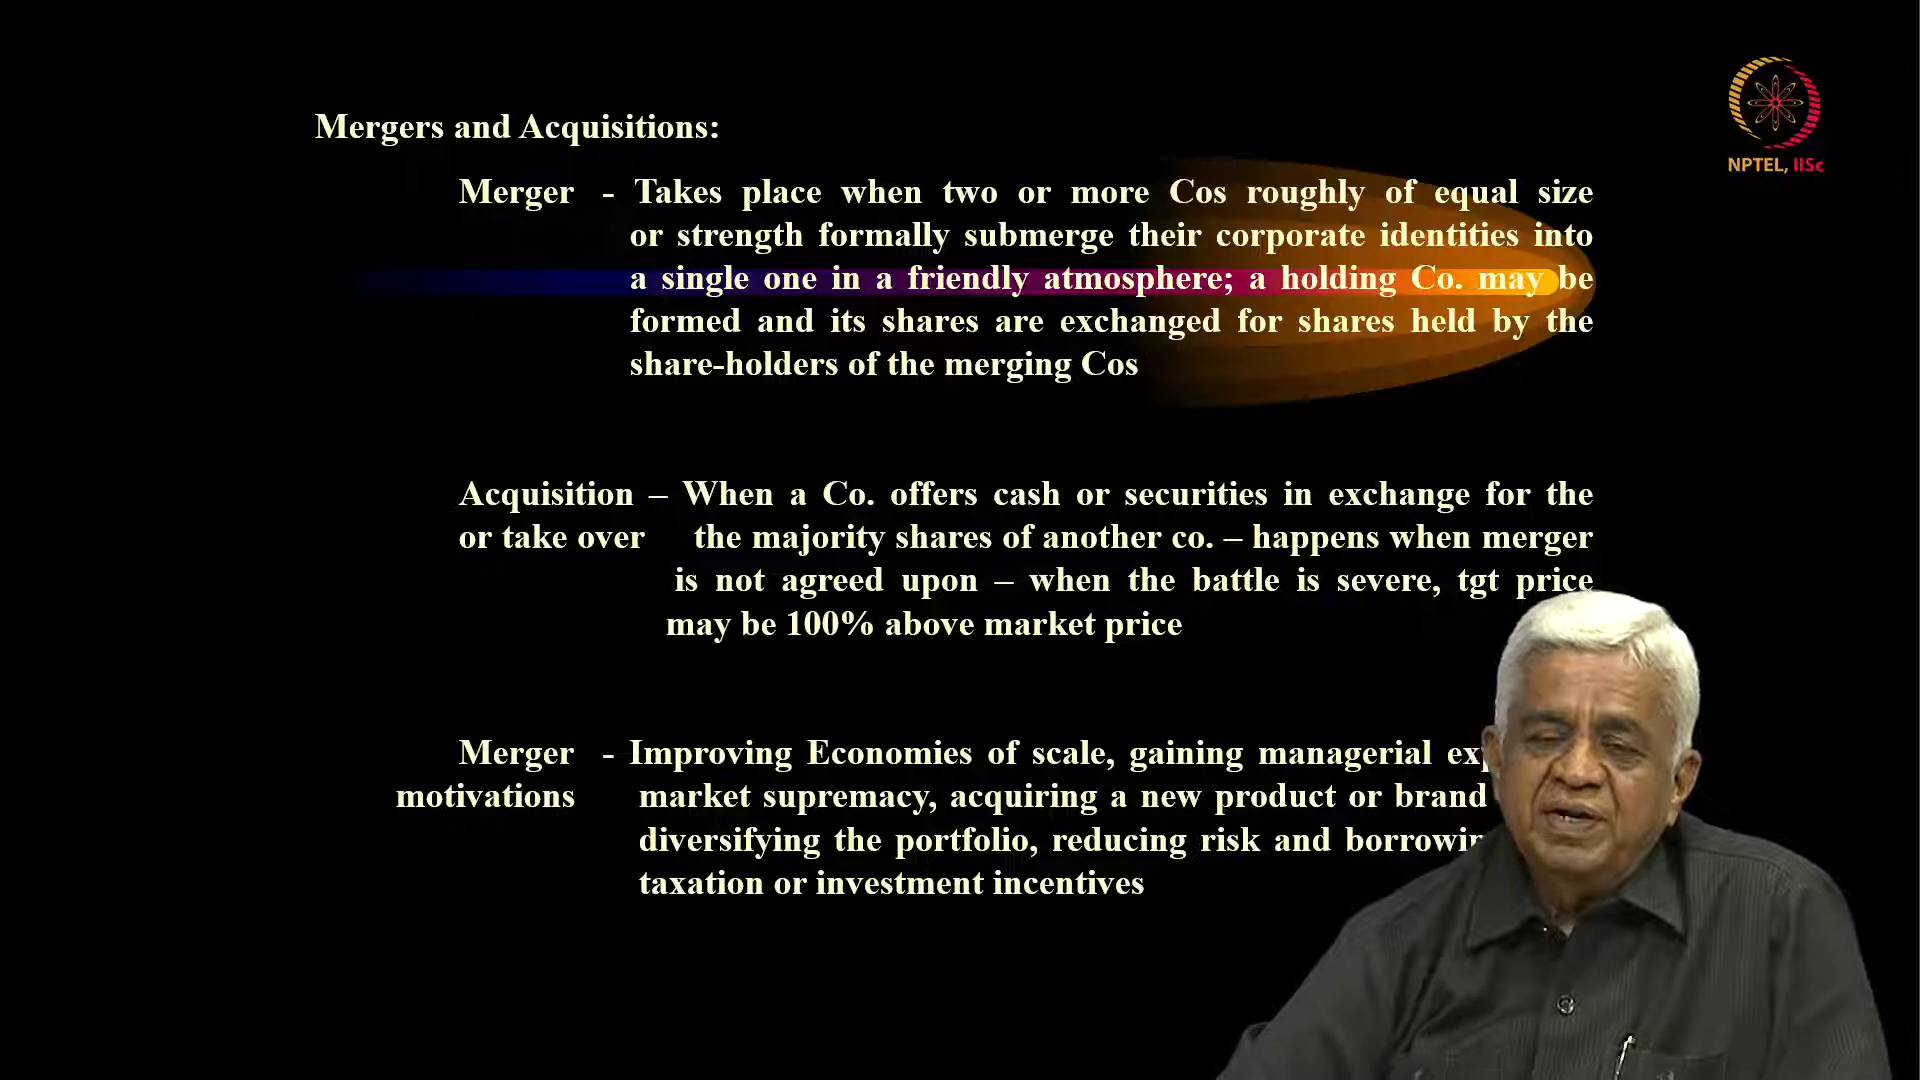 NPTEL, IISc
Mergers and Acquisitions:
Merger - Takes place when two or more Cos roughly of equal size
or strength formally submerge their corporate identities into
a single one in a friendly atmosphere; a holding Co. may be
formed and its shares are exchanged for shares held by the
share-holders of the merging Cos
Acquisition – When a Co. offers cash or securities in exchange for the
or take over the majority shares of another co. – happens when merger
is not agreed upon – when the battle is severe, tgt price
may be 100% above market price
Merger - Improving Economies of scale, gaining managerial
motivations market supremacy, acquiring a new product or brand
diversifying the portfolio, reducing risk and
taxation or investment incentives